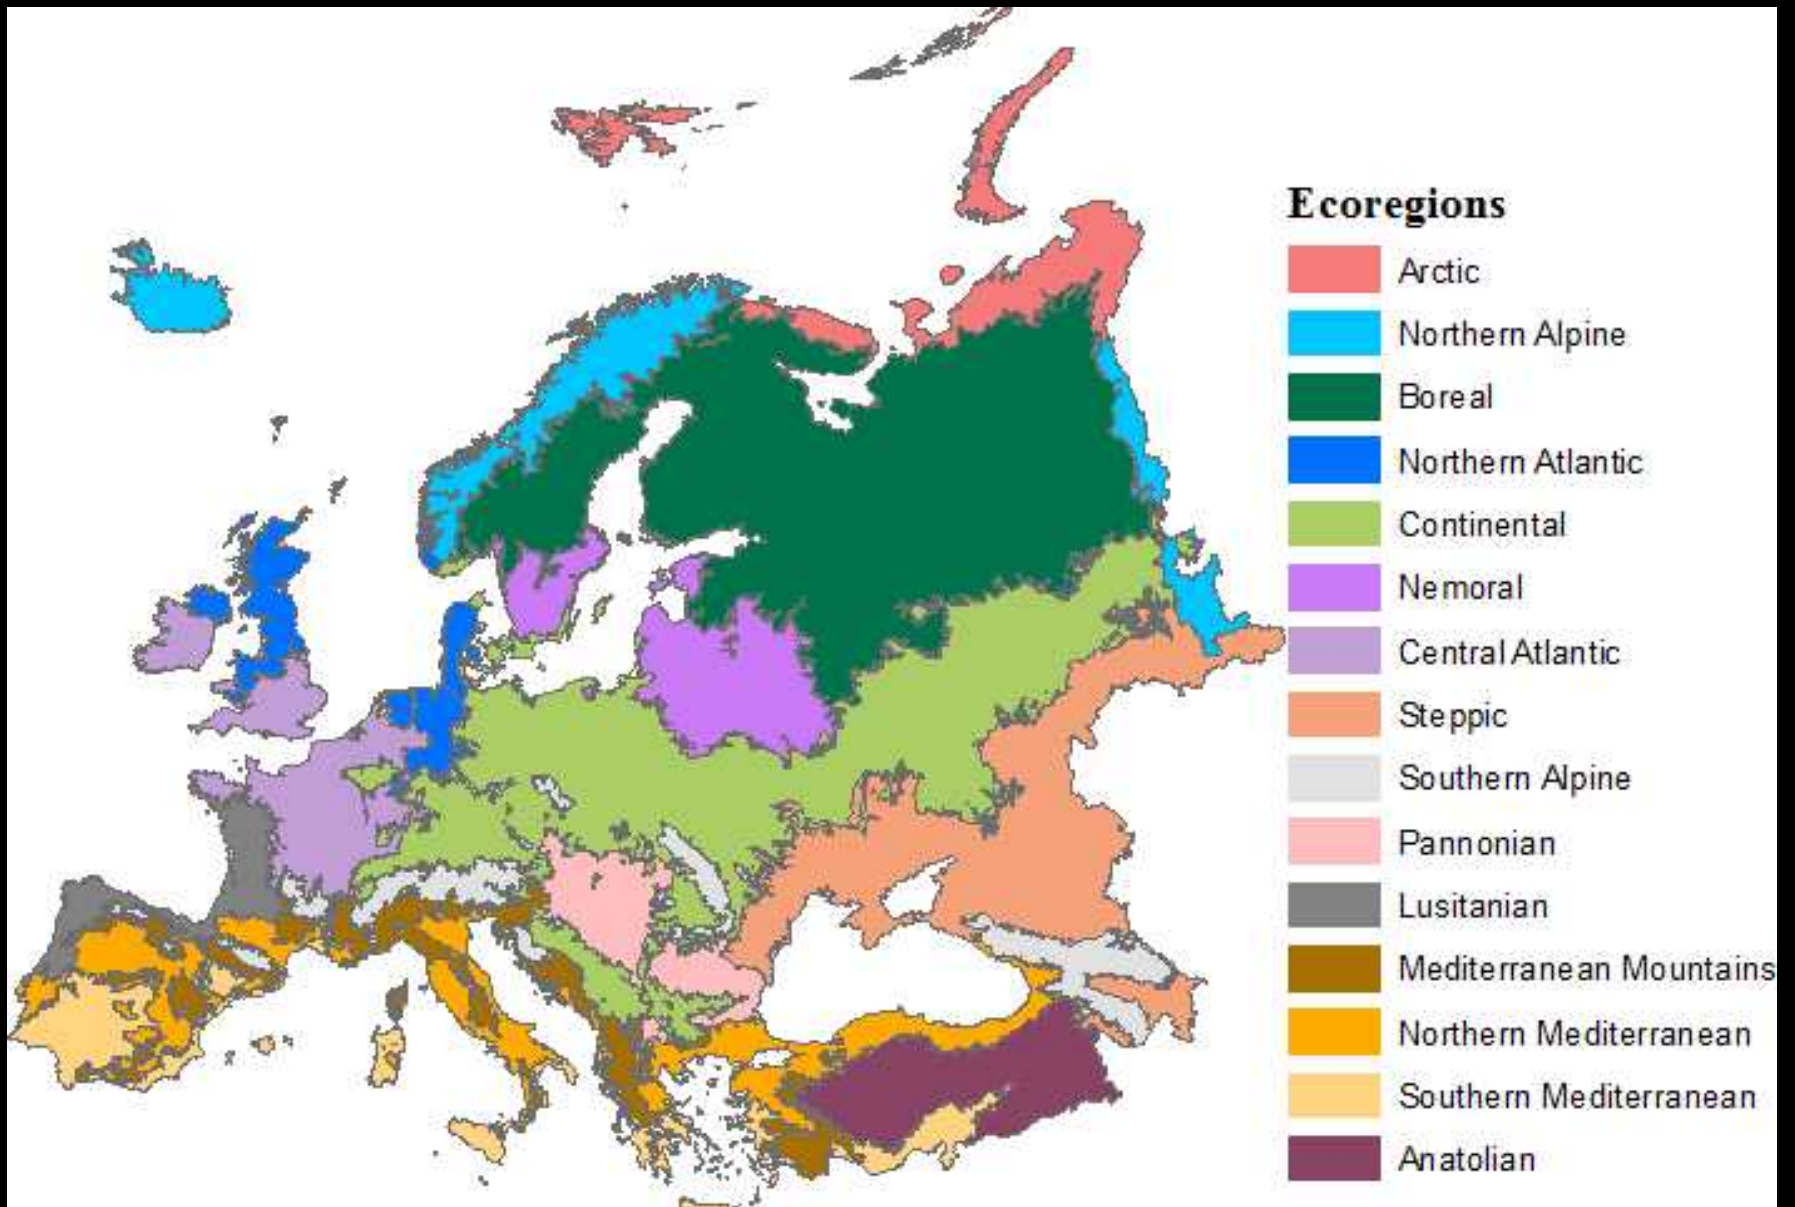 Ecoregions
Arctic
Northern Alpine
Boreal
Northern Atlantic
Continental
Nemoral
Central Atlantic
Steppic
Southern Alpine
Pannonian
Lusitanian
Mediterranean Mountains
Northern Mediterranean
Southern Mediterranean
Anatolian